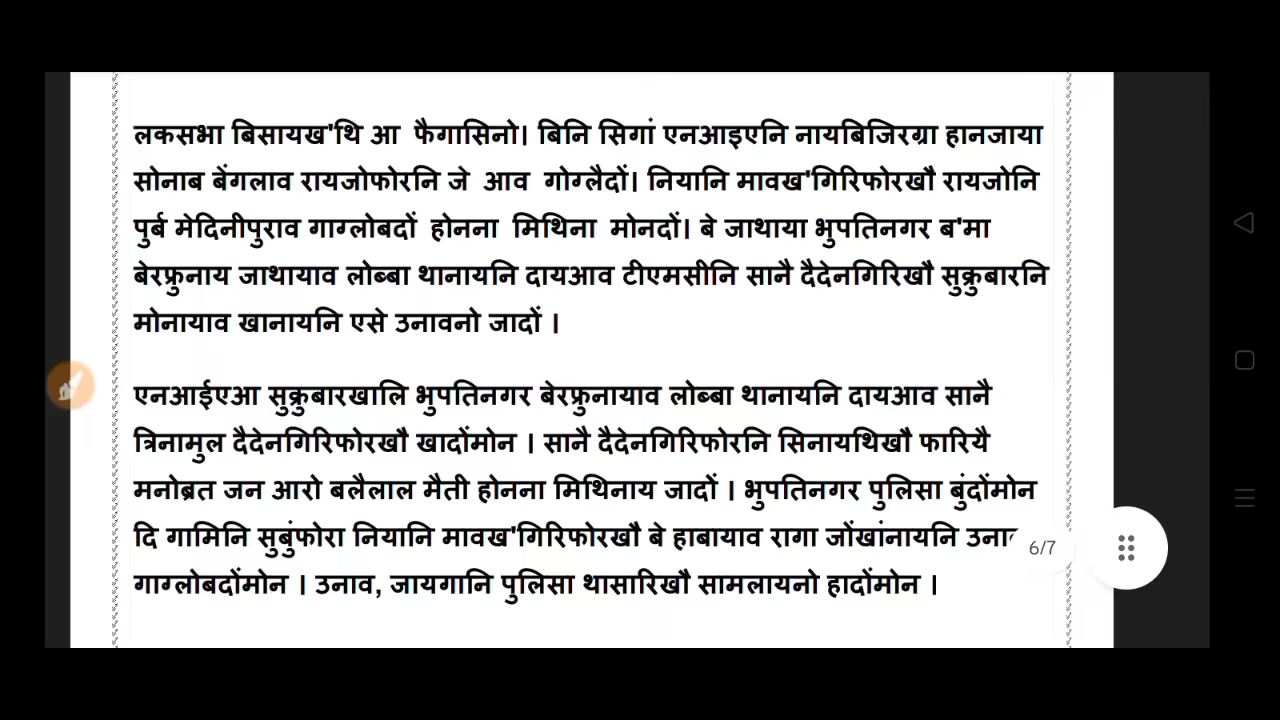 लकसभा बिसायख'थि आ फैगासिनो। बिनि सिगां एनआइएनि नायबिजिरग्रा हानजाया
सोनाब बेंगलाव रायजोफोरनि जे आव गोग्लैदों। नियानि मावख'गिरिफोरखौ रायजोनि
पुर्ब मेदिनीपुराव गाग्लोबदों होनना मिथिना मोनदों। बे जाथाया भुपतिनगर ब'मा
बेरफ्रुनाय जाथायाव लोब्बा थानायनि दायआव टीएमसीनि सानै दैदेनगिरिखौ सुक्रुबारनि
मोनायाव खानायनि एसे उनावनो जादों ।
एनआईएआ सुक्रुबारखालि भुपतिनगर बेरफ्रुनायाव लोब्बा थानायनि दायआव सानै
त्रिनामुल दैदेनगिरिफोरखौ खादोंमोन । सानै दैदेनगिरिफोरनि सिनायथिखौ फारियै
मनोब्रत जन आरो बलैलाल मैती होनना मिथिनाय जादों । भुपतिनगर पुलिसा बुंदोंमोन
दि गामिनि सुबुंफोरा नियानि मावख'गिरिफोरखौ बे हाबायाव रागा जोंखांनायनि
गाग्लोबदोंमोन । उनाव, जायगानि पुलिसा थासारिखौ सामलायनो हादोंमोन ।
6/7